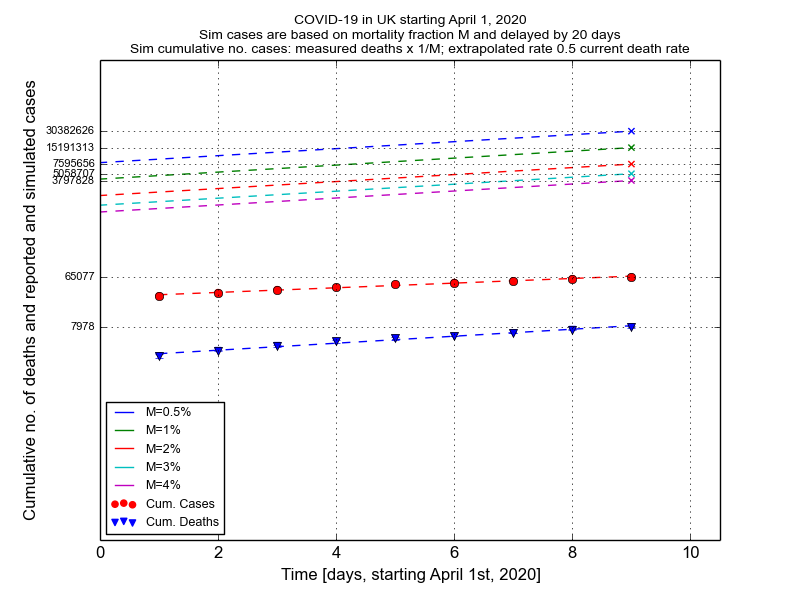 COVID-19 in UK starting April 1, 2020
Sim cases are based on mortality fraction M and delayed by 20 days
Sim cumulative no. cases: measured deaths x 1/M; extrapolated rate 0.5 current death rate
Cumulative no. of deaths and reported and simulated cases
30382626
15191313
7595656
5058707
3797828
65077
7978
M=0.5%
M=1%
M=2%
M=3%
M=4%
Cum. Cases
Cum. Deaths
0 2 4 6 8 10
Time [days, starting April 1st, 2020]